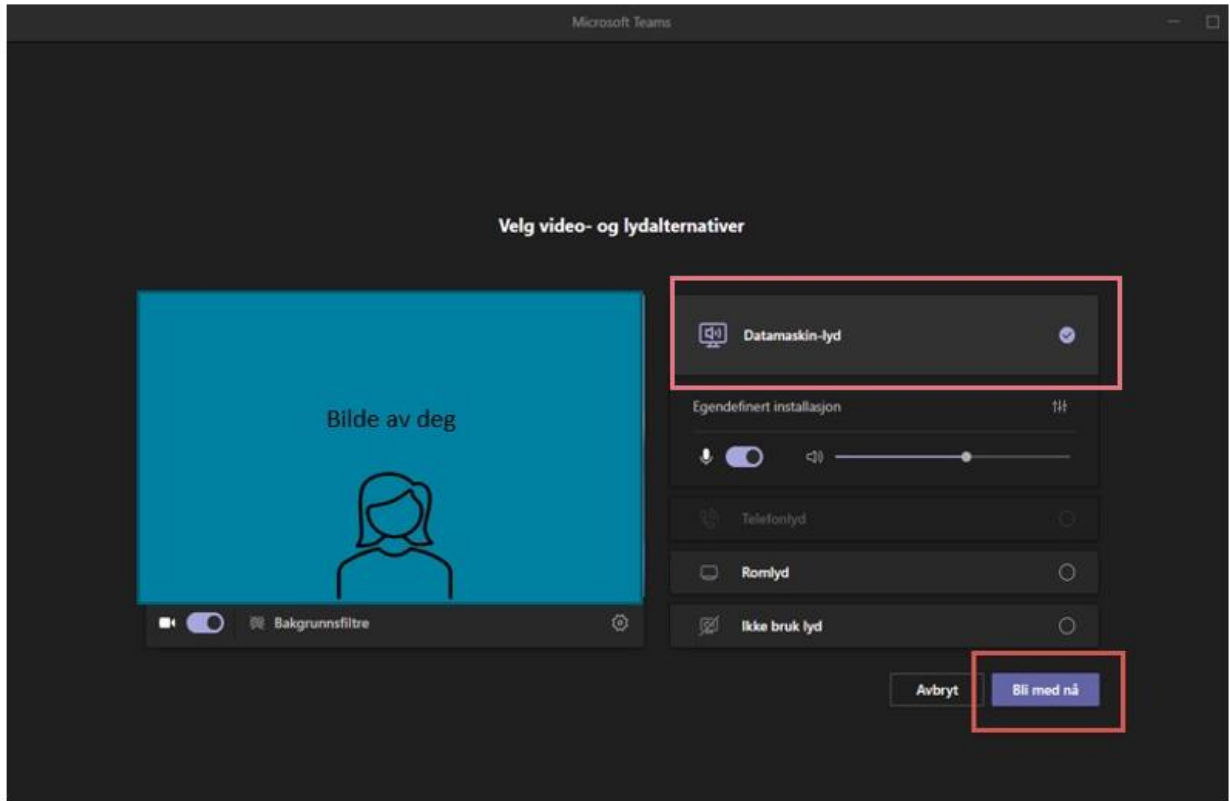 Microsoft Teams
Velg video- og lydalternativer
Bilde av deg
Bakgrunnsfiltre
Datamaskin-lyd
Egendefinert installasjon
Telefonlyd
Romlyd
Ikke bruk lyd
Avbryt
Bli med nå